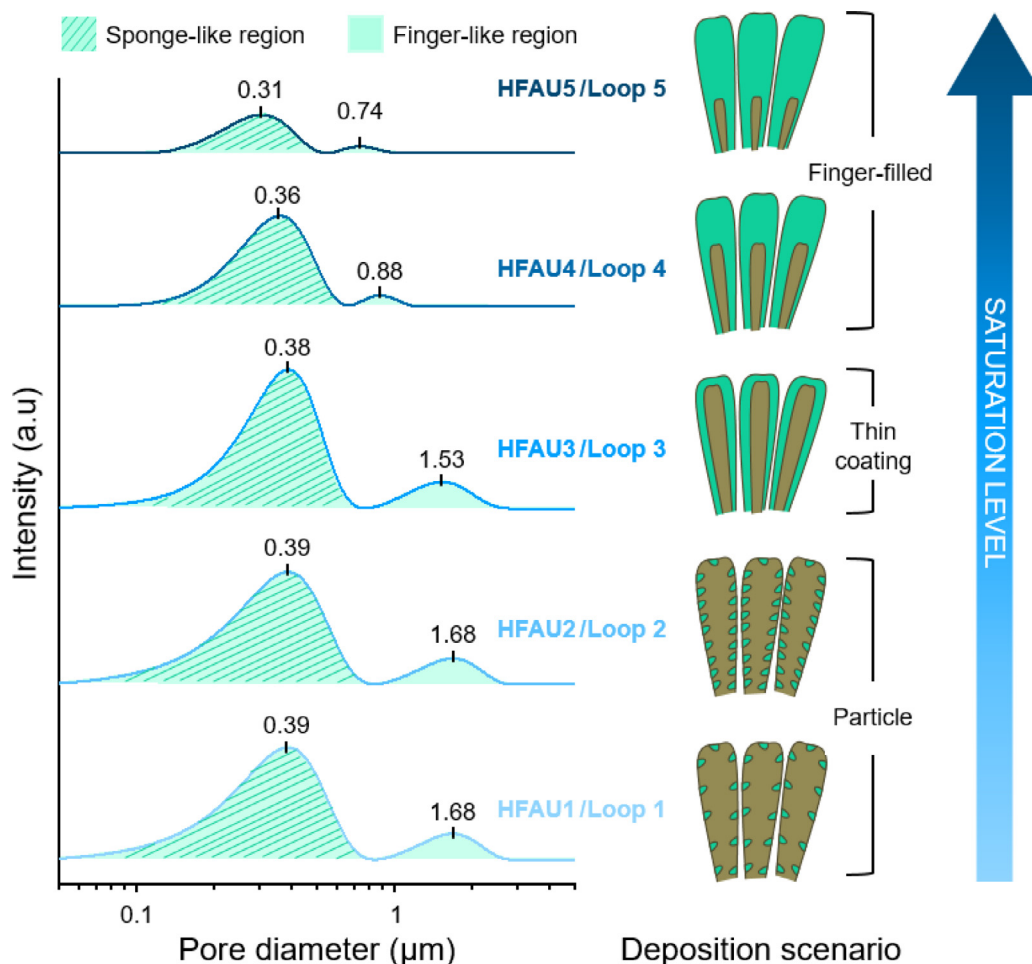 Sponge-like region
Finger-like region
0.31
0.74
HFAU5/Loop 5
0.36
0.88
HFAU4/Loop 4
Finger-filled
0.38
1.53
HFAU3/Loop 3
Thin
coating
0.39
1.68
HFAU2/Loop 2
0.39
1.68
HFAU1/Loop 1
Particle
Intensity (a.u)
0.1
1
Pore diameter (μm)
Deposition scenario
SATURATION LEVEL